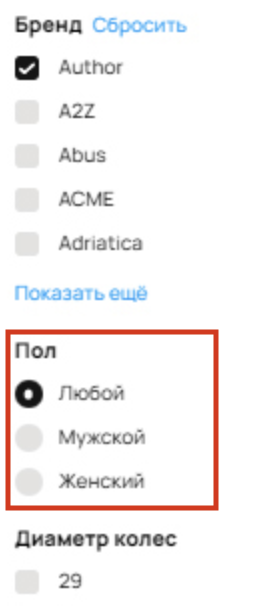 Бренд Сбросить
Author
A2Z
Abus
ACME
Adriatica
Показать ещё
Пол
Любой
Мужской
Женский
Диаметр колес
29